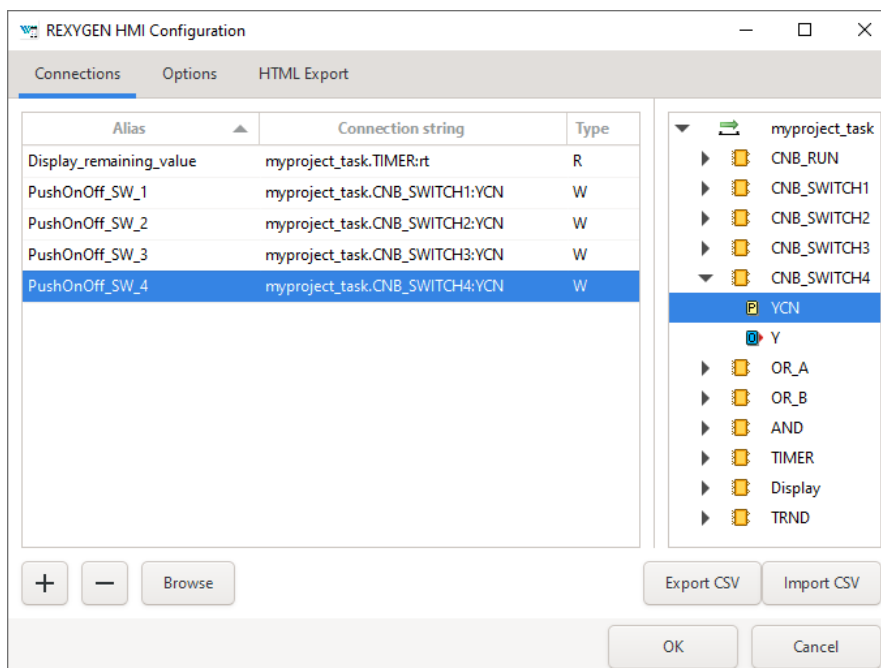 REXYGEN HMI Configuration
Connections Options HTML Export
Alias Connection string Type
Display_remaining_value myproject_task.TIMER:rt R
PushOnOff_SW_1 myproject_task.CNB_SWITCH1:YCN W
PushOnOff_SW_2 myproject_task.CNB_SWITCH2:YCN W
PushOnOff_SW_3 myproject_task.CNB_SWITCH3:YCN W
PushOnOff_SW_4 myproject_task.CNB_SWITCH4:YCN W
myproject_task
CNB_RUN
CNB_SWITCH1
CNB_SWITCH2
CNB_SWITCH3
CNB_SWITCH4
P YCN
O Y
OR_A
OR_B
AND
TIMER
Display
TRND
+ − Browse Export CSV Import CSV
OK Cancel